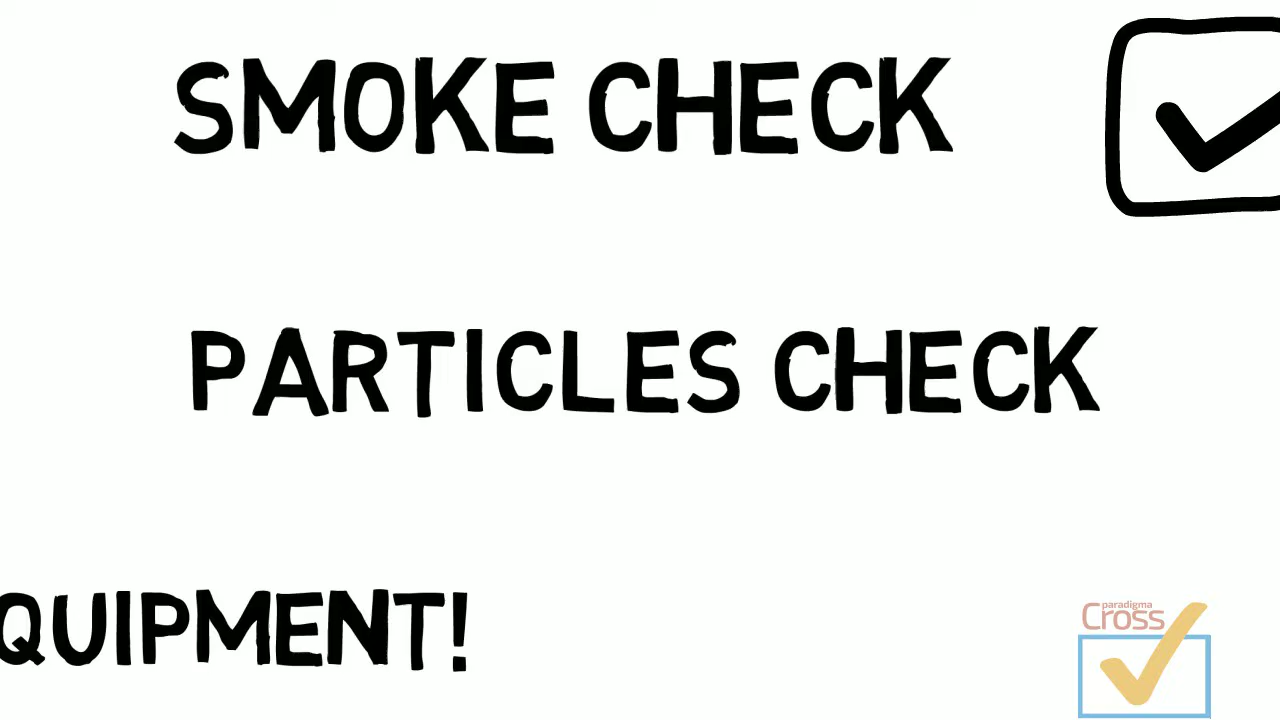 SMOKE CHECK
PARTICLES CHECK
QUIPMENT!
paradigma
Cross